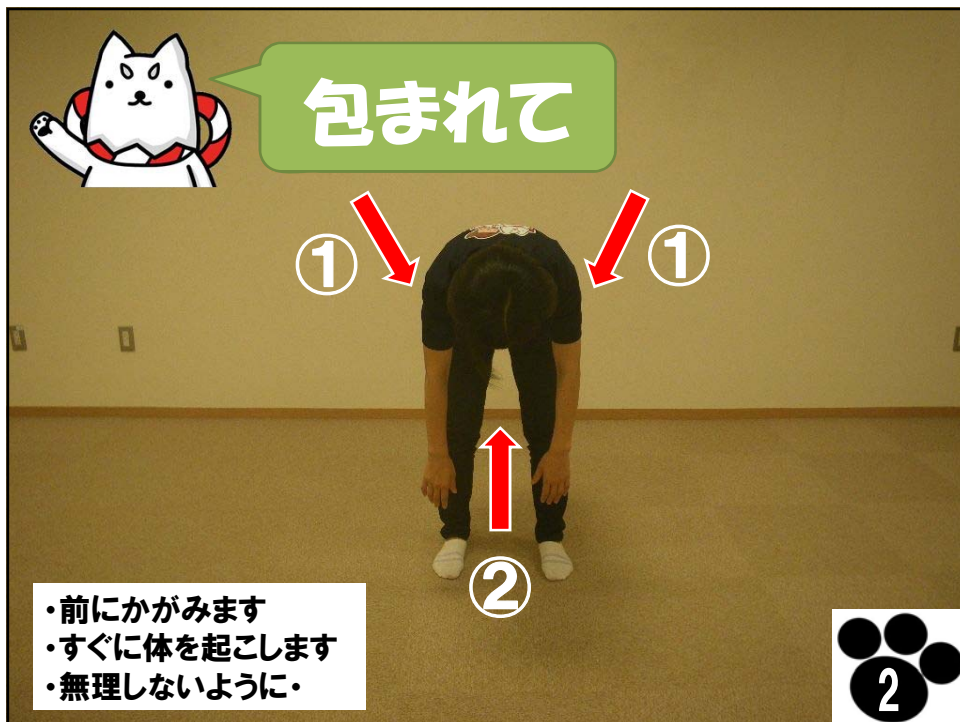 包まれて
①
①
②
・前にかがみます
・すぐに体を起こします
・無理しないように・
2